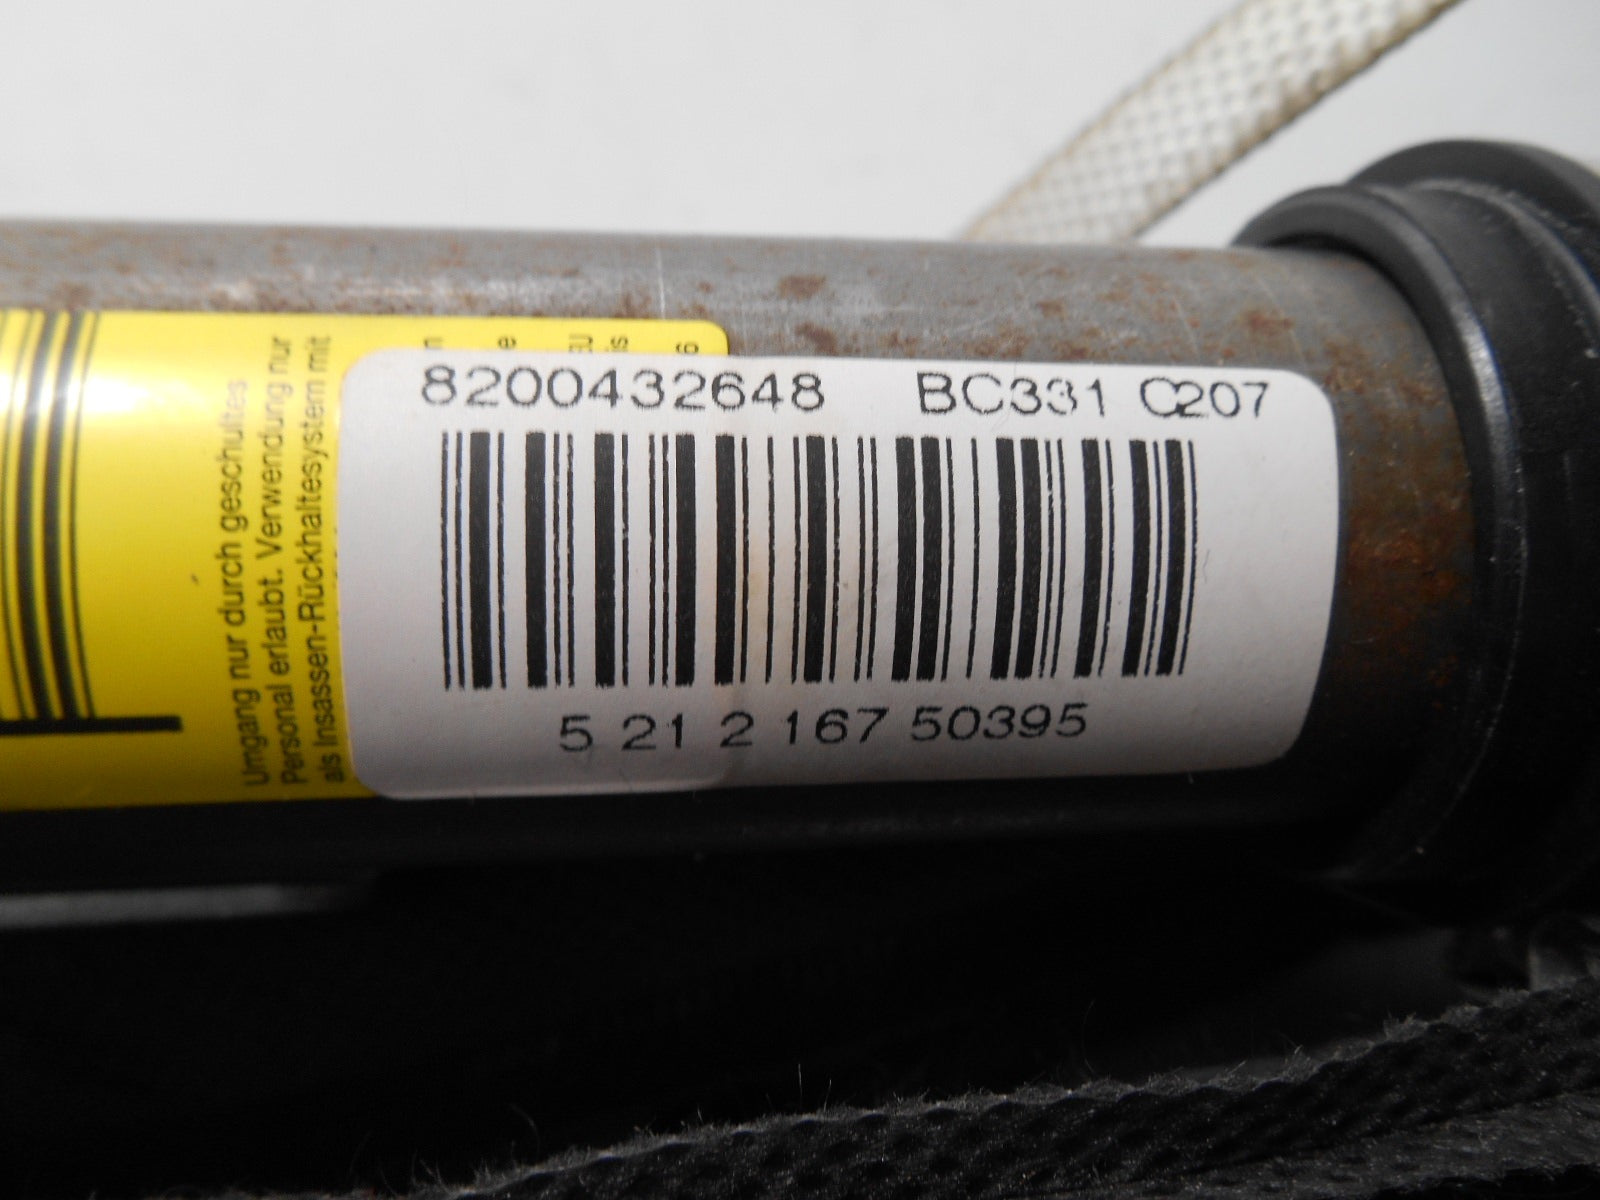 8200432648 BC331 C207
5 21 2 167 50395
Umgang nur durch geschultes
Personal erlaubt. Verwendung nur
als Insassen-Rückhaltesystem mit